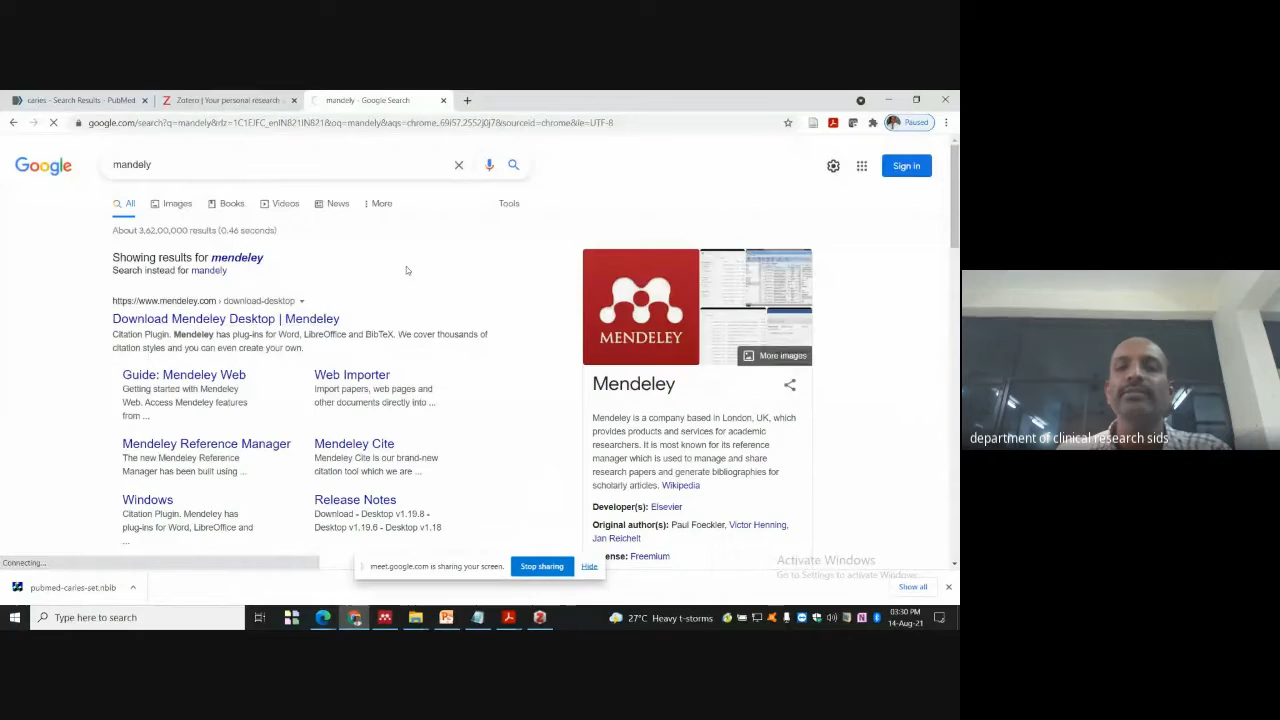 caries - Search Results - PubMed
Zotero | Your personal research
mandely - Google Search
google.com/search?q=mandely&rlz=1C1EJFC_enIN821IN821&oq=mandely&aqs=chrome..69i57.2552j0j7&sourceid=chrome&ie=UTF-8
Paused
Google
mandely
Sign in
All
Images
Books
Videos
News
More
Tools
About 3,62,00,000 results (0.46 seconds)
Showing results for mendeley
Search instead for mandely
https://www.mendeley.com › download-desktop
Download Mendeley Desktop | Mendeley
Citation Plugin. Mendeley has plug-ins for Word, LibreOffice and BibTeX. We cover thousands of
citation styles and you can even create your own.
Guide: Mendeley Web
Getting started with Mendeley
Web. Access Mendeley features
from ...
Web Importer
Import papers, web pages and
other documents directly into ...
Mendeley Reference Manager
The new Mendeley Reference
Manager has been built using ...
Mendeley Cite
Mendeley Cite is our brand-new
citation tool which we are ...
Windows
Citation Plugin. Mendeley has
plug-ins for Word, LibreOffice and
...
Release Notes
Download - Desktop v1.19.8 -
Desktop v1.19.6 - Desktop v1.18
MENDELEY
More images
Mendeley
Mendeley is a company based in London, UK, which
provides products and services for academic
researchers. It is most known for its reference
manager which is used to manage and share
research papers and generate bibliographies for
scholarly articles. Wikipedia
Developer(s): Elsevier
Original author(s): Paul Foeckler, Victor Henning,
Jan Reichelt
ense: Freemium
Activate Windows
Go to Settings to activate Windows.
Connecting...
meet.google.com is sharing your screen.
Stop sharing
Hide
pubmed-caries-set.nbib
Show all
Type here to search
27°C Heavy t-storms
03:30 PM
14-Aug-21
department of clinical research sids